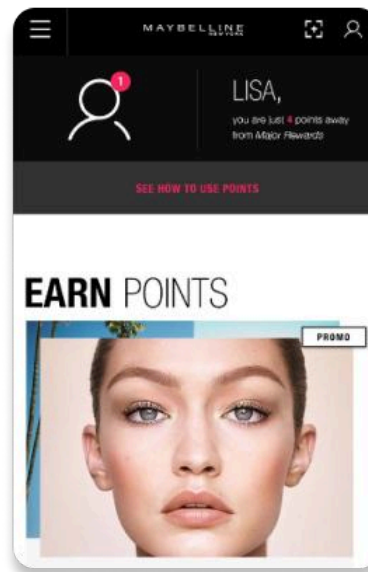 MAYBELLINE
NEW YORK
1
LISA,
you are just 4 points away
from Major Rewards
SEE HOW TO USE POINTS
EARN POINTS
PROMO